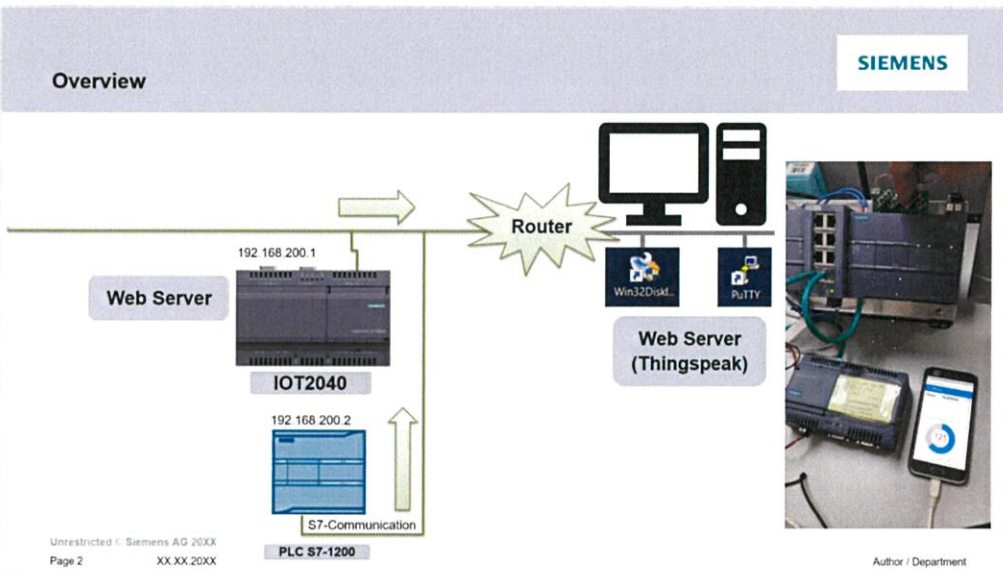 SIEMENS
Overview
Router
192.168.200.1
Web Server
Win32DiskI...
PuTTY
Web Server
(Thingspeak)
IOT2040
192.168.200.2
S7-Communication
Unrestricted © Siemens AG 20XX
PLC S7-1200
Page 2
XX.XX.20XX
Author / Department